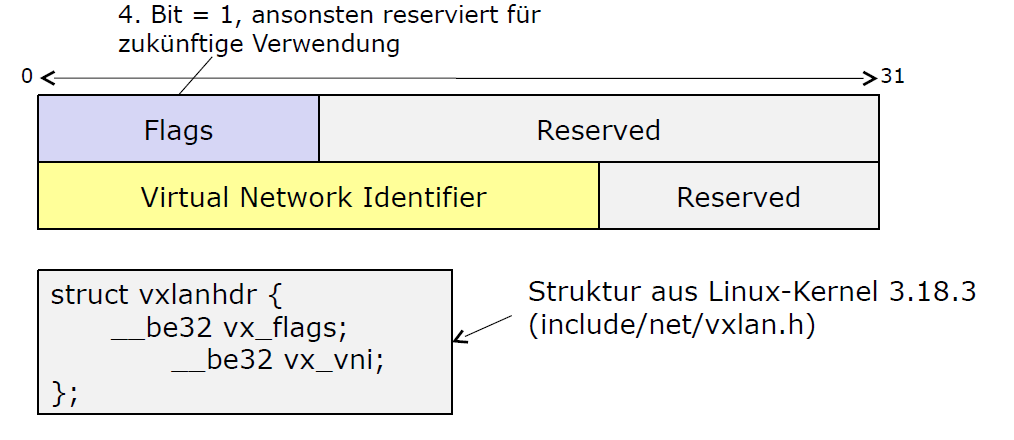 4. Bit = 1, ansonsten reserviert für
zukünftige Verwendung
0
31
Flags
Reserved
Virtual Network Identifier
Reserved
struct vxlanhdr {
__be32 vx_flags;
__be32 vx_vni;
};
Struktur aus Linux-Kernel 3.18.3
(include/net/vxlan.h)